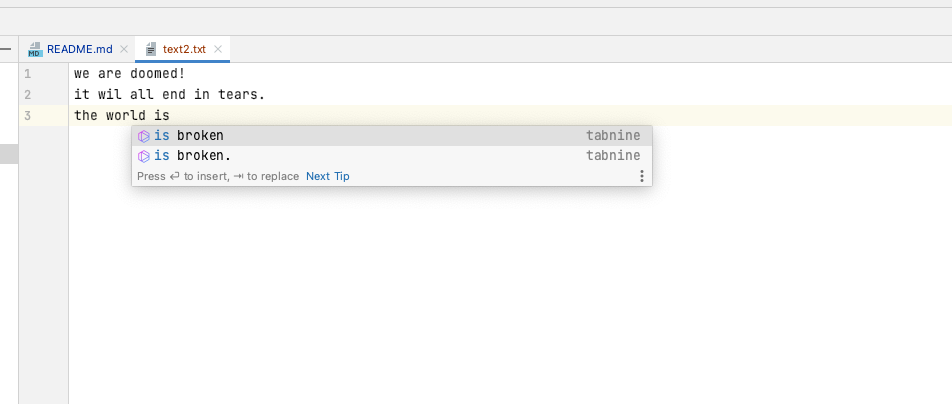 README.md text2.txt
1 we are doomed!
2 it wil all end in tears.
3 the world is
is broken tabnine
is broken. tabnine
Press ↩ to insert, ⇥ to replace Next Tip